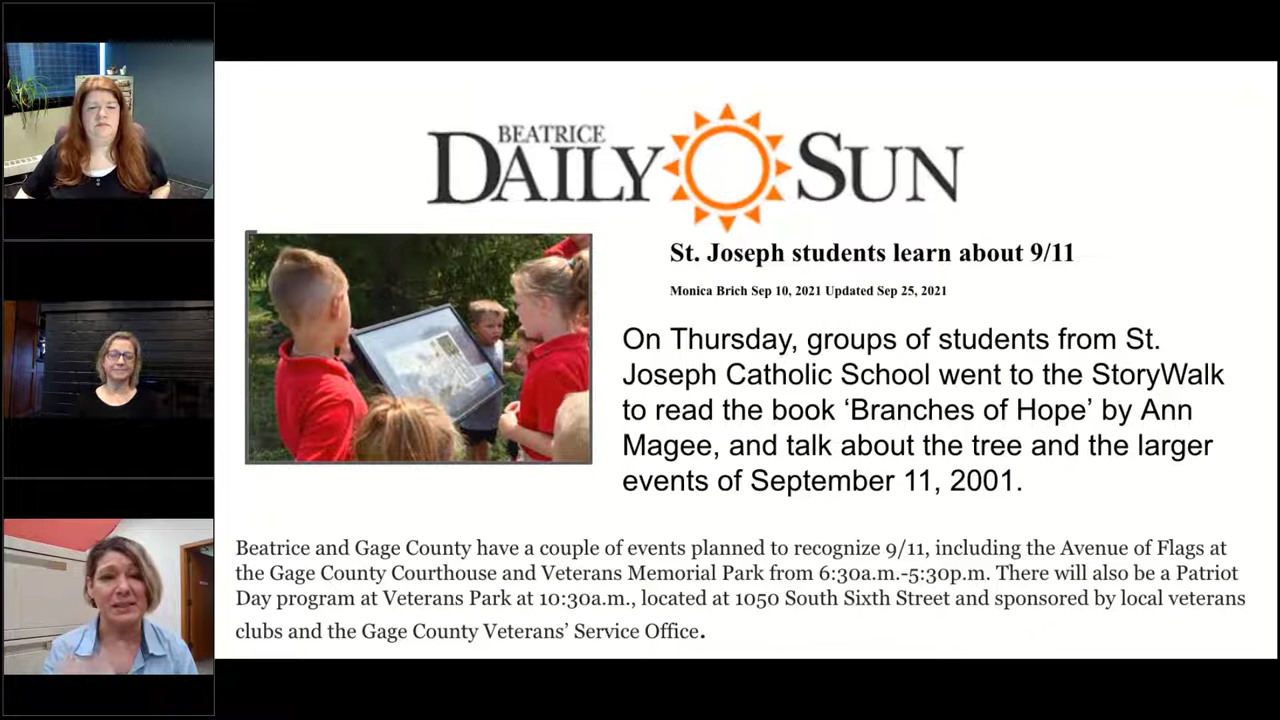 BEATRICE
DAILY SUN
St. Joseph students learn about 9/11
Monica Brich Sep 10, 2021 Updated Sep 25, 2021
On Thursday, groups of students from St.
Joseph Catholic School went to the StoryWalk
to read the book ‘Branches of Hope’ by Ann
Magee, and talk about the tree and the larger
events of September 11, 2001.
Beatrice and Gage County have a couple of events planned to recognize 9/11, including the Avenue of Flags at
the Gage County Courthouse and Veterans Memorial Park from 6:30a.m.-5:30p.m. There will also be a Patriot
Day program at Veterans Park at 10:30a.m., located at 1050 South Sixth Street and sponsored by local veterans
clubs and the Gage County Veterans’ Service Office.